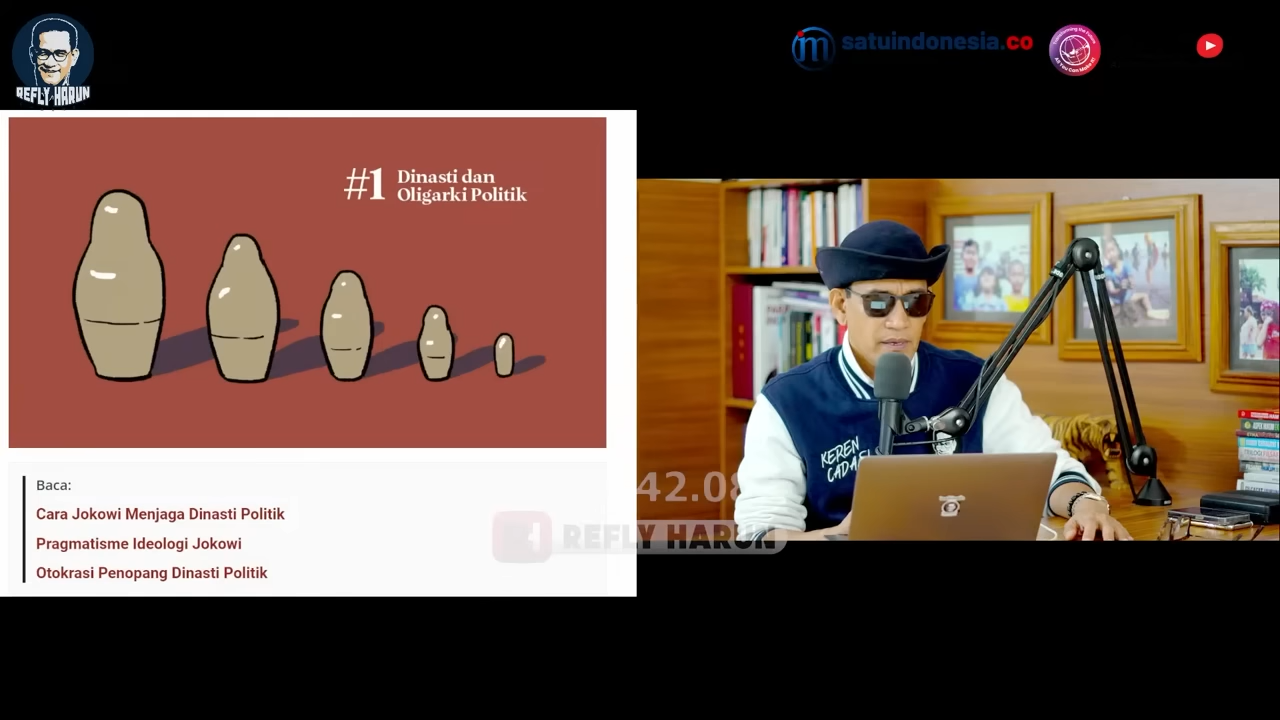 REFLY HARUN
satuindonesia.co
#1 Dinasti dan
Oligarki Politik
Baca:
Cara Jokowi Menjaga Dinasti Politik
Pragmatisme Ideologi Jokowi
Otokrasi Penopang Dinasti Politik
KEREN
42.08
REFLY HARUN